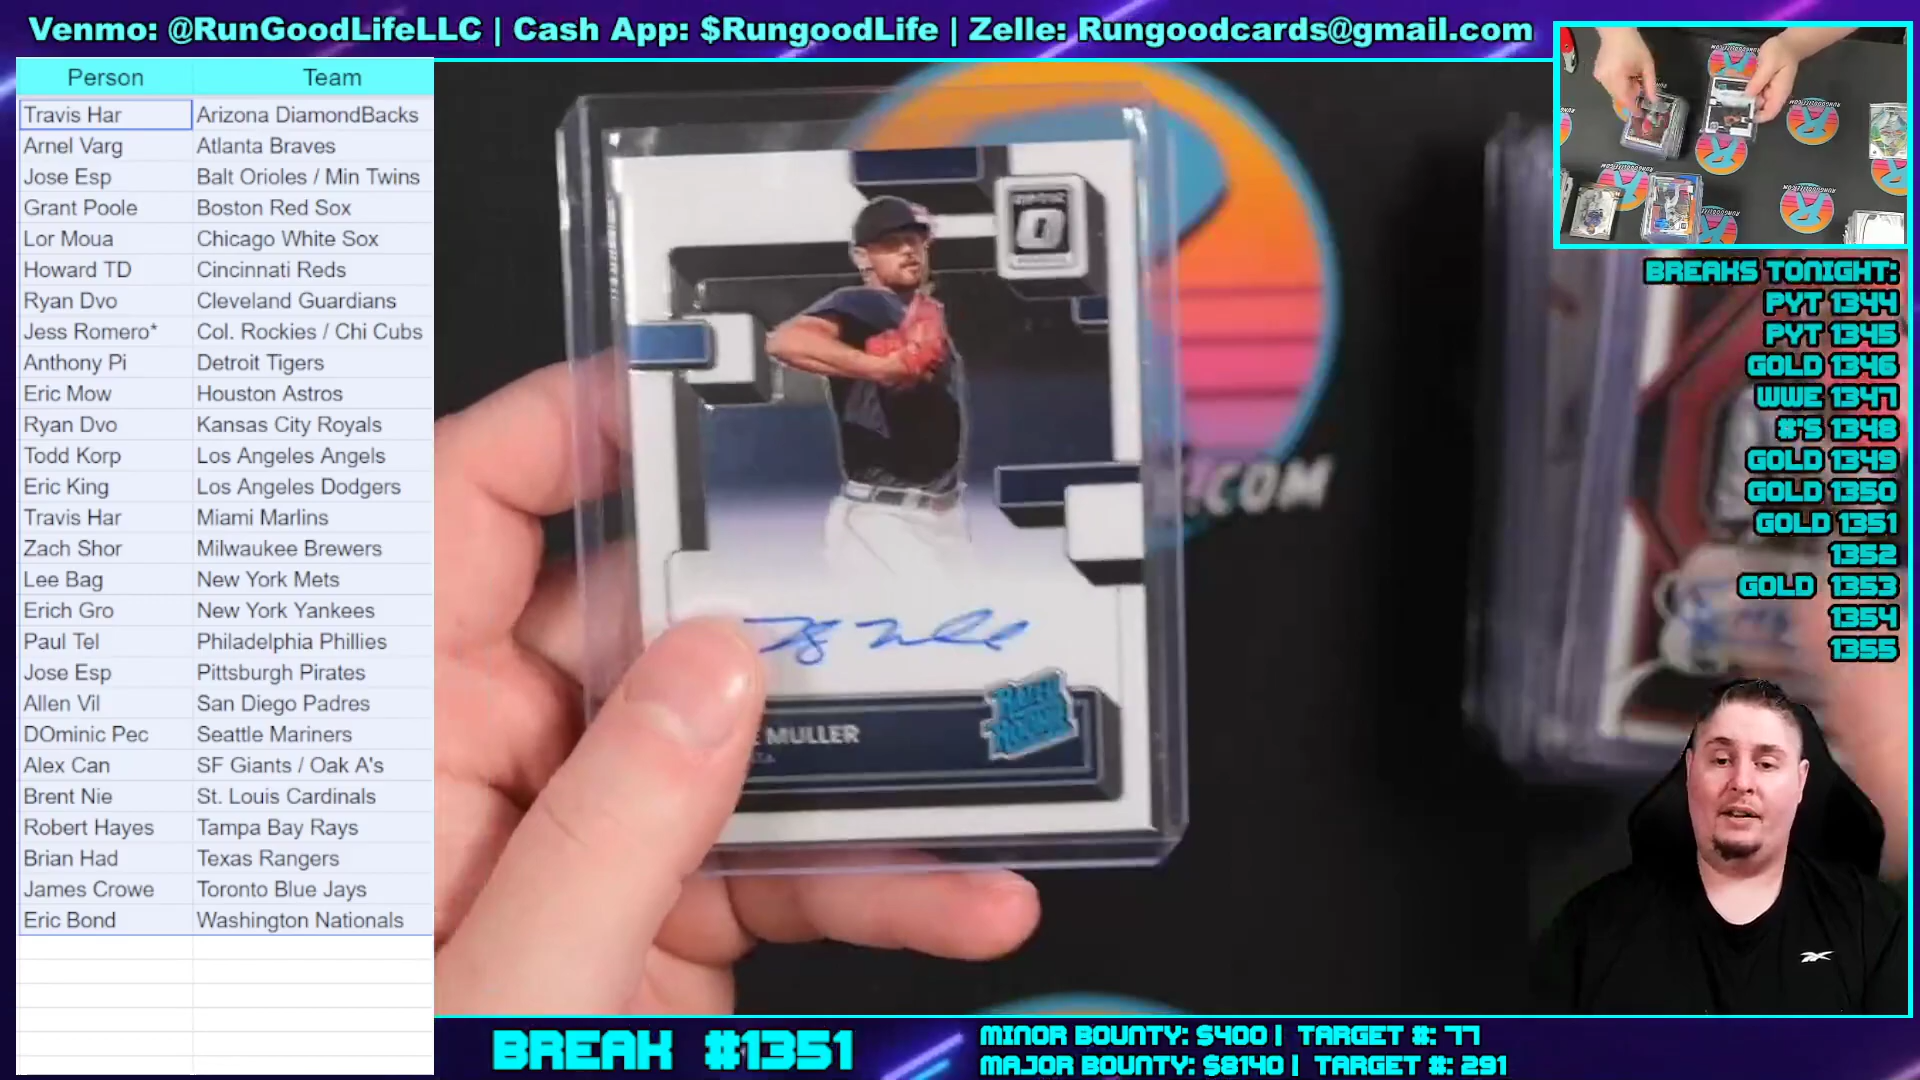 Venmo: @RunGoodLifeLLC | Cash App: $RungoodLife | Zelle: Rungoodcards@gmail.com
Person Team
Travis Har Arizona DiamondBacks
Arnel Varg Atlanta Braves
Jose Esp Balt Orioles / Min Twins
Grant Poole Boston Red Sox
Lor Moua Chicago White Sox
Howard TD Cincinnati Reds
Ryan Dvo Cleveland Guardians
Jess Romero* Col. Rockies / Chi Cubs
Anthony Pi Detroit Tigers
Eric Mow Houston Astros
Ryan Dvo Kansas City Royals
Todd Korp Los Angeles Angels
Eric King Los Angeles Dodgers
Travis Har Miami Marlins
Zach Shor Milwaukee Brewers
Lee Bag New York Mets
Erich Gro New York Yankees
Paul Tel Philadelphia Phillies
Jose Esp Pittsburgh Pirates
Allen Vil San Diego Padres
DOminic Pec Seattle Mariners
Alex Can SF Giants / Oak A's
Brent Nie St. Louis Cardinals
Robert Hayes Tampa Bay Rays
Brian Had Texas Rangers
James Crowe Toronto Blue Jays
Eric Bond Washington Nationals
.COM
RATED ROOKIE
MULLER
BREAKS TONIGHT:
PYT 1344
PYT 1345
GOLD 1346
WWE 1347
#'S 1348
GOLD 1349
GOLD 1350
GOLD 1351
1352
GOLD 1353
1354
1355
BREAK #1351
MINOR BOUNTY: $400 | TARGET #: 77
MAJOR BOUNTY: $8140 | TARGET #: 291